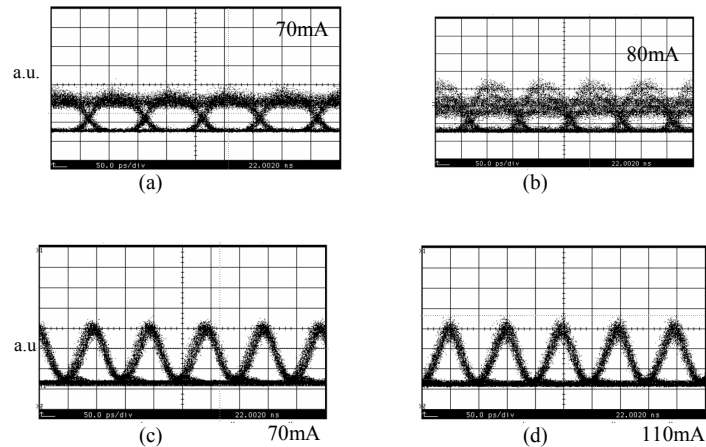 70mA
80mA
a.u.
50.0 ps/div 22.0020 ns
50.0 ps/div 22.0020 ns
(a)
(b)
a.u
50.0 ps/div 22.0020 ns
50.0 ps/div 22.0020 ns
(c)
70mA
(d)
110mA